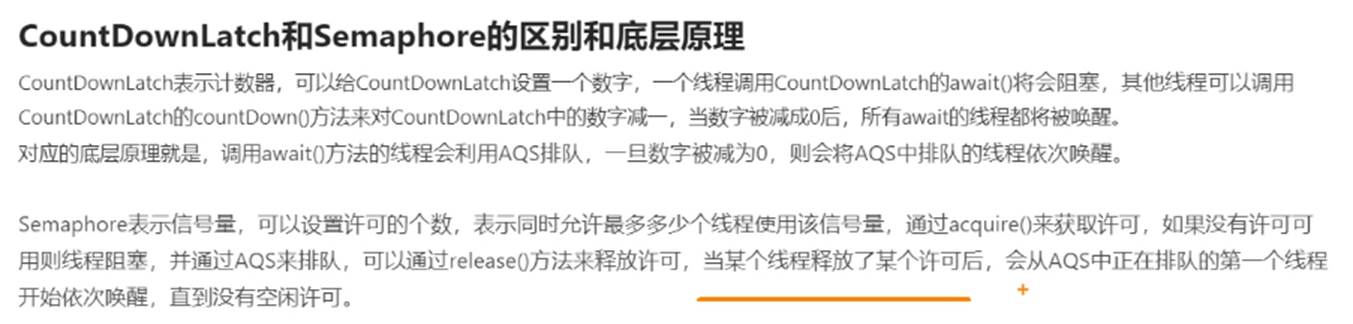 CountDownLatch和Semaphore的区别和底层原理
CountDownLatch表示计数器，可以给CountDownLatch设置一个数字，一个线程调用CountDownLatch的await()将会阻塞，其他线程可以调用
CountDownLatch的countDown()方法来对CountDownLatch中的数字减一，当数字被减成0后，所有await的线程都将被唤醒。
对应的底层原理就是，调用await()方法的线程会利用AQS排队，一旦数字被减为0，则会将AQS中排队的线程依次唤醒。
Semaphore表示信号量，可以设置许可的个数，表示同时允许最多多少个线程使用该信号量，通过acquire()来获取许可，如果没有许可可
用则线程阻塞，并通过AQS来排队，可以通过release()方法来释放许可，当某个线程释放了某个许可后，会从AQS中正在排队的第一个线程
开始依次唤醒，直到没有空闲许可。